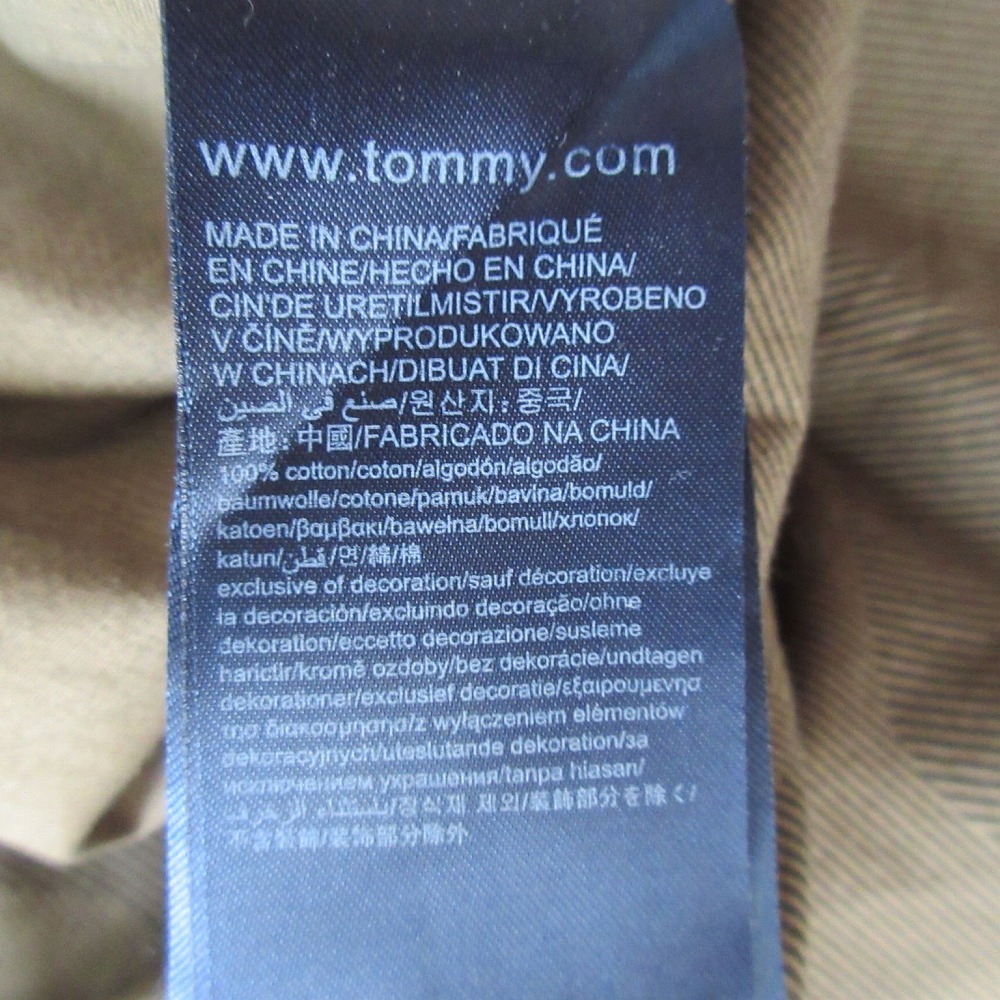 www.tommy.com
MADE IN CHINA/FABRIQUÉ
EN CHINE/HECHO EN CHINA/
CIN'DE URETILMISTIR/VYROBENO
V ČÍNĚ/WYPRODUKOWANO
W CHINACH/DIBUAT DI CINA/
صنع في الصين/원산지:중국/
產地:中國/FABRICADO NA CHINA
100% cotton/coton/algodón/algodão/
baumwolle/cotone/pamuk/bavlna/bomuld/
katoen/βαμβακι/bawełna/bomull/хлопок/
katun/قطن/면/綿/棉
exclusive of decoration/sauf décoration/excluye
la decoración/excluindo decoração/ohne
dekoration/eccetto decorazione/susleme
harictir/kromě ozdoby/bez dekorácie/undtagen
dekorationer/exclusief decoratie/εξαιρουμενησ
τησ διακοσμησησ/z wyłączeniem elementów
dekoracyjnych/uteslutande dekoration/за
исключением украшения/tanpa hiasan/
باستثناء الزخرفة/장식제 제외/装飾部分を除く/
不含装飾/装飾部分除外